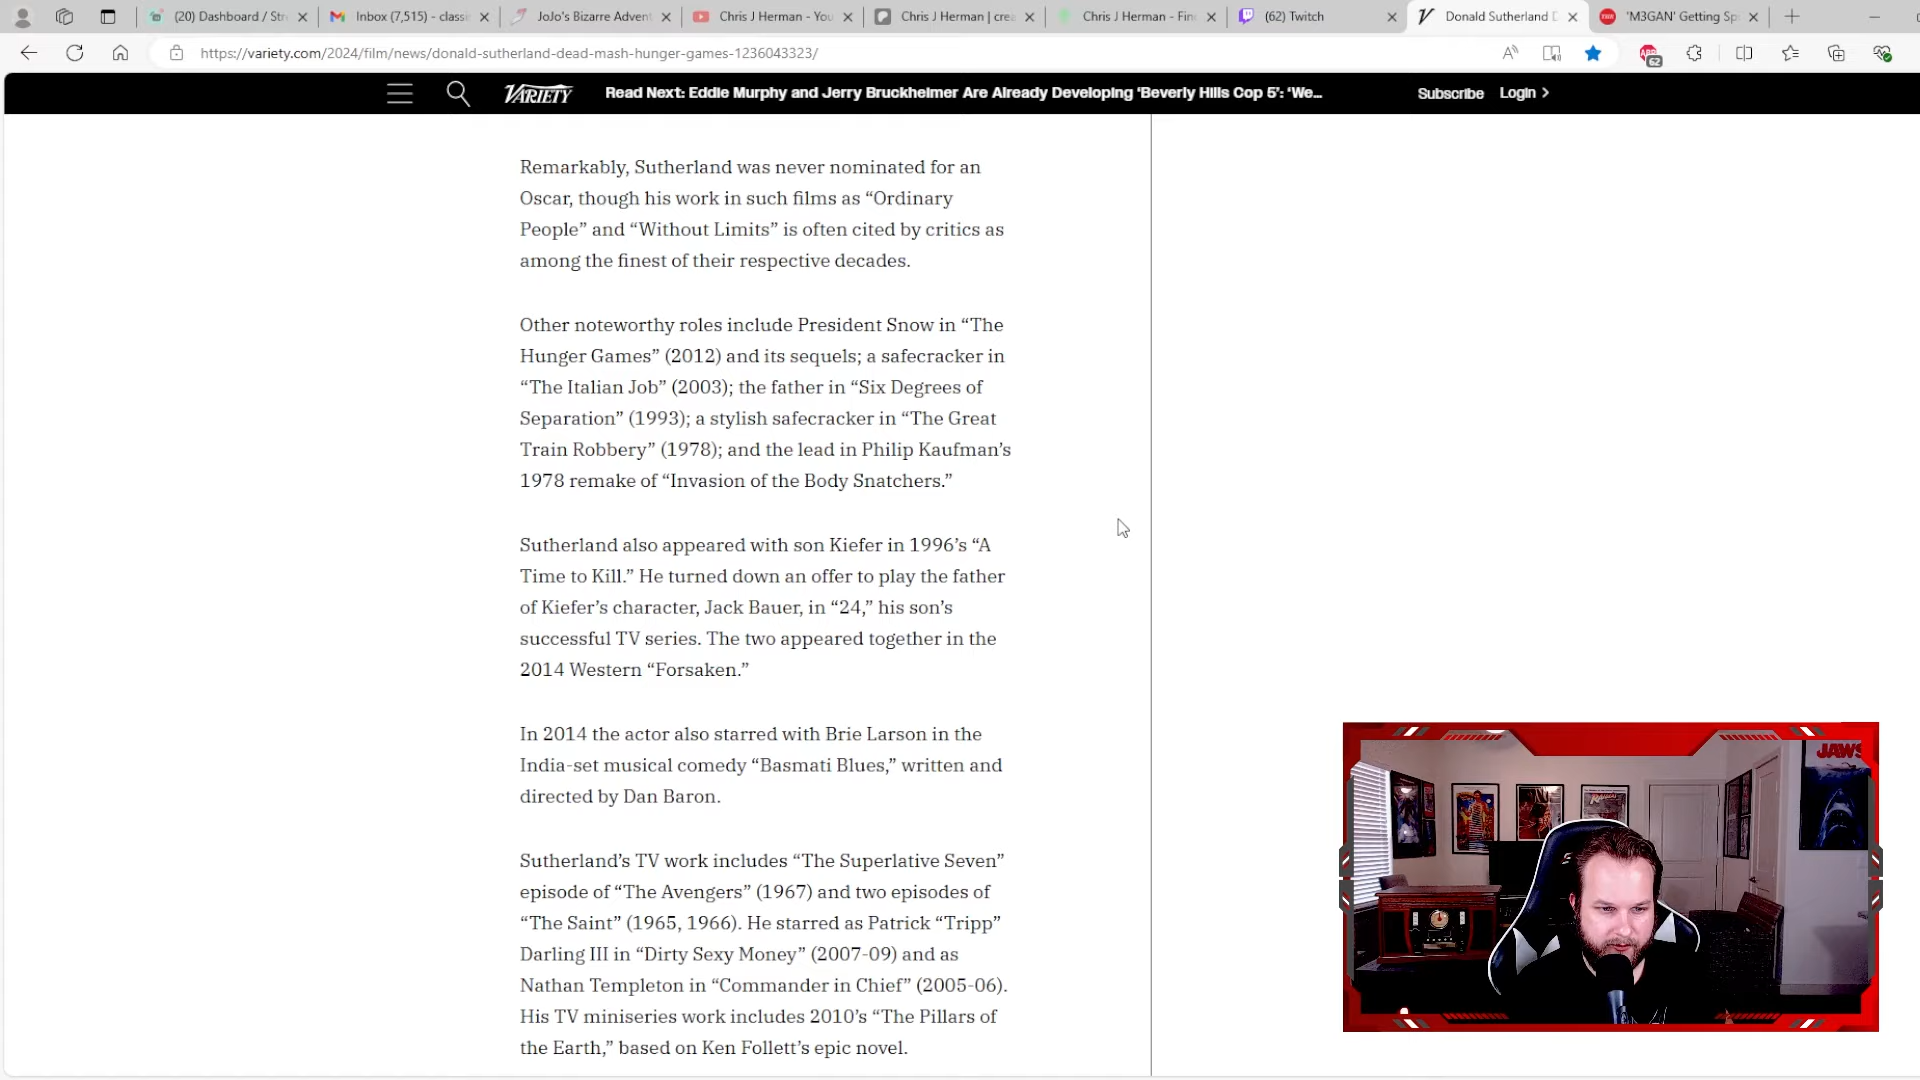 (20) Dashboard / Str
Inbox (7,515) - classi
JoJo's Bizarre Advent
Chris J Herman - You
Chris J Herman | crea
Chris J Herman - Fin
(62) Twitch
Donald Sutherland D
'M3GAN' Getting Sp
https://variety.com/2024/film/news/donald-sutherland-dead-mash-hunger-games-1236043323/
62
VARIETY
Read Next: Eddie Murphy and Jerry Bruckheimer Are Already Developing ‘Beverly Hills Cop 5’: ‘We...
Subscribe
Login >
Remarkably, Sutherland was never nominated for an
Oscar, though his work in such films as “Ordinary
People” and “Without Limits” is often cited by critics as
among the finest of their respective decades.
Other noteworthy roles include President Snow in “The
Hunger Games” (2012) and its sequels; a safecracker in
“The Italian Job” (2003); the father in “Six Degrees of
Separation” (1993); a stylish safecracker in “The Great
Train Robbery” (1978); and the lead in Philip Kaufman’s
1978 remake of “Invasion of the Body Snatchers.”
Sutherland also appeared with son Kiefer in 1996’s “A
Time to Kill.” He turned down an offer to play the father
of Kiefer’s character, Jack Bauer, in “24,” his son’s
successful TV series. The two appeared together in the
2014 Western “Forsaken.”
In 2014 the actor also starred with Brie Larson in the
India-set musical comedy “Basmati Blues,” written and
directed by Dan Baron.
Sutherland’s TV work includes “The Superlative Seven”
episode of “The Avengers” (1967) and two episodes of
“The Saint” (1965, 1966). He starred as Patrick “Tripp”
Darling III in “Dirty Sexy Money” (2007-09) and as
Nathan Templeton in “Commander in Chief” (2005-06).
His TV miniseries work includes 2010’s “The Pillars of
the Earth,” based on Ken Follett’s epic novel.
JAWS